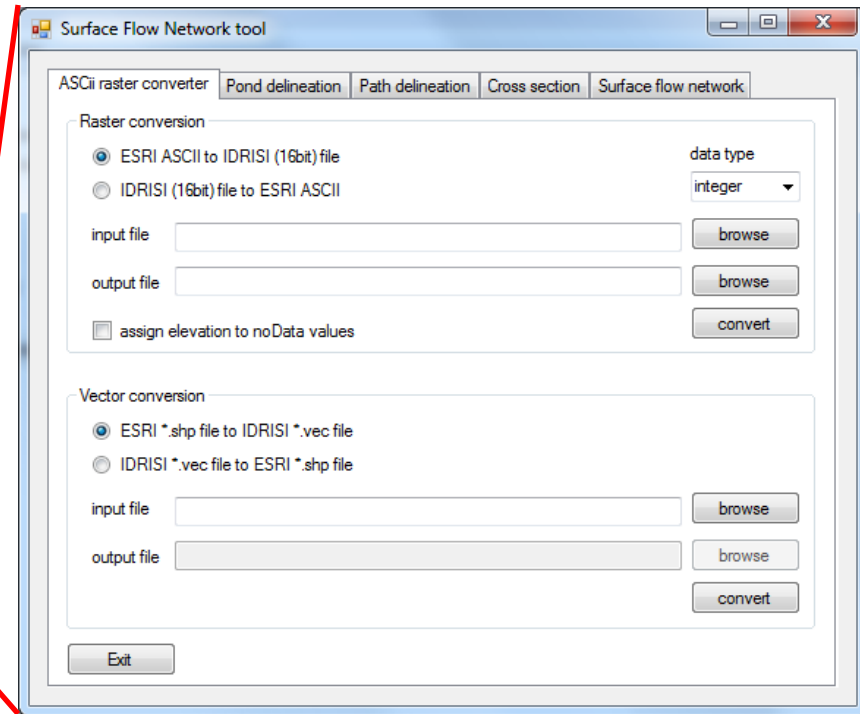 Surface Flow Network tool
ASCii raster converter Pond delineation Path delineation Cross section Surface flow network
Raster conversion
ESRI ASCII to IDRISI (16bit) file
data type
IDRISI (16bit) file to ESRI ASCII
integer
input file
browse
output file
browse
assign elevation to noData values
convert
Vector conversion
ESRI *.shp file to IDRISI *.vec file
IDRISI *.vec file to ESRI *.shp file
input file
browse
output file
browse
convert
Exit